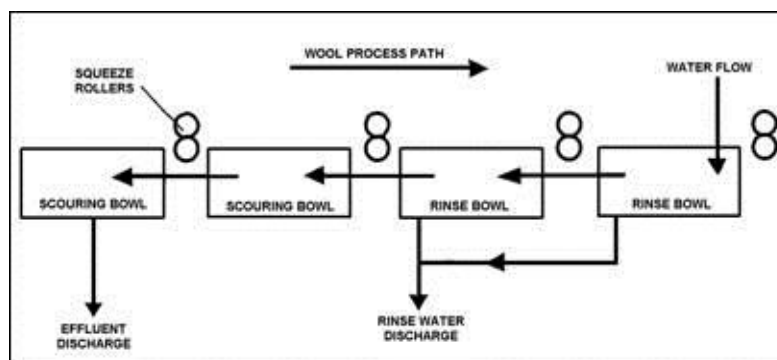 WOOL PROCESS PATH
SQUEEZE
ROLLERS
WATER FLOW
SCOURING BOWL
SCOURING BOWL
RINSE BOWL
RINSE BOWL
EFFLUENT
DISCHARGE
RINSE WATER
DISCHARGE